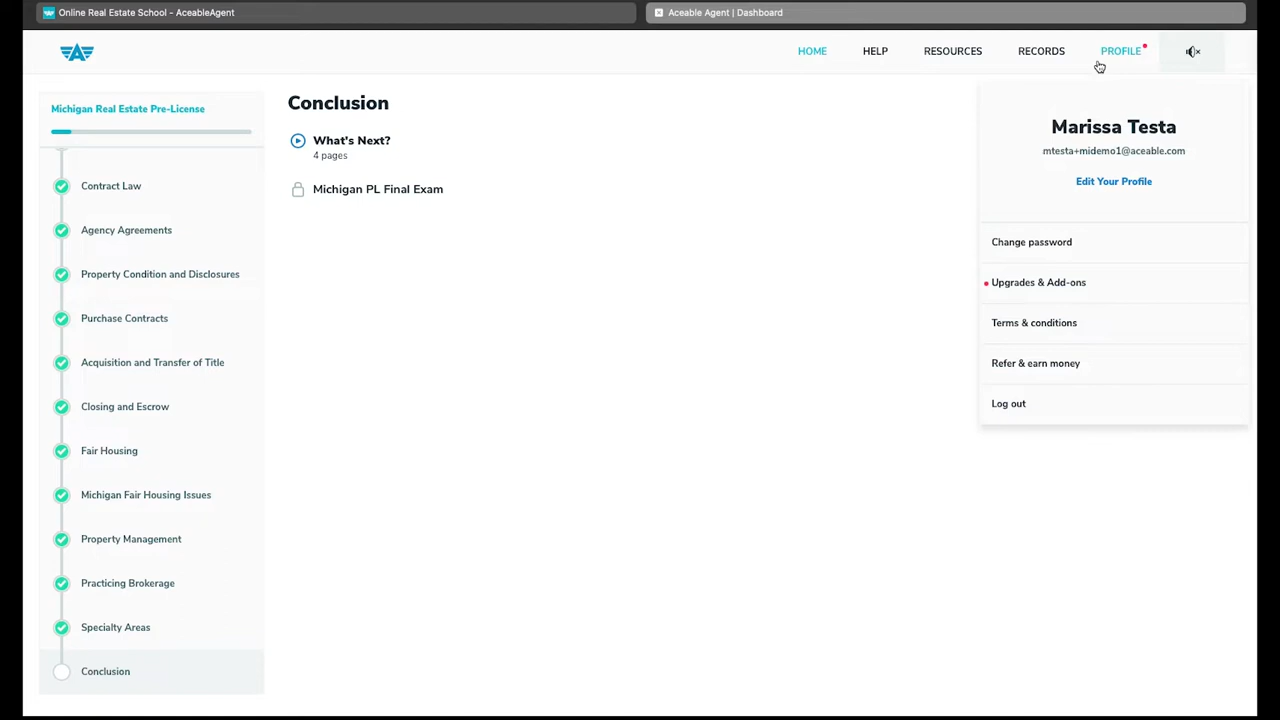 Online Real Estate School - AceableAgent
Aceable Agent | Dashboard
HOME
HELP
RESOURCES
RECORDS
PROFILE
Michigan Real Estate Pre-License
Contract Law
Agency Agreements
Property Condition and Disclosures
Purchase Contracts
Acquisition and Transfer of Title
Closing and Escrow
Fair Housing
Michigan Fair Housing Issues
Property Management
Practicing Brokerage
Specialty Areas
Conclusion
Conclusion
What's Next?
4 pages
Michigan PL Final Exam
Marissa Testa
mtesta+midemo1@aceable.com
Edit Your Profile
Change password
Upgrades & Add-ons
Terms & conditions
Refer & earn money
Log out